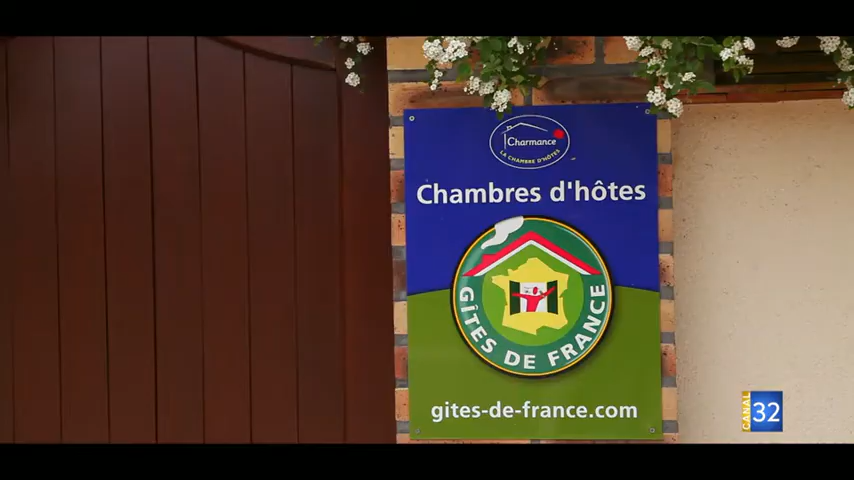 Charmance
LA CHAMBRE D'HÔTES
Chambres d'hôtes
GÎTES DE FRANCE
gites-de-france.com
CANAL 32